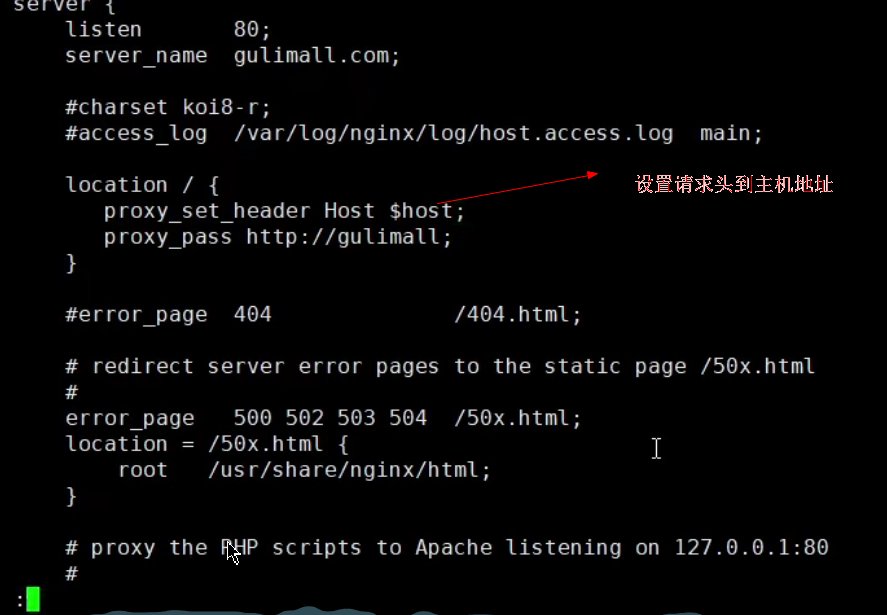 server {
listen 80;
server_name gulimall.com;
#charset koi8-r;
#access_log /var/log/nginx/log/host.access.log main;
location / {
proxy_set_header Host $host;
设置请求头到主机地址
proxy_pass http://gulimall;
}
#error_page 404 /404.html;
# redirect server error pages to the static page /50x.html
#
error_page 500 502 503 504 /50x.html;
location = /50x.html {
root /usr/share/nginx/html;
}
# proxy the PHP scripts to Apache listening on 127.0.0.1:80
#
: